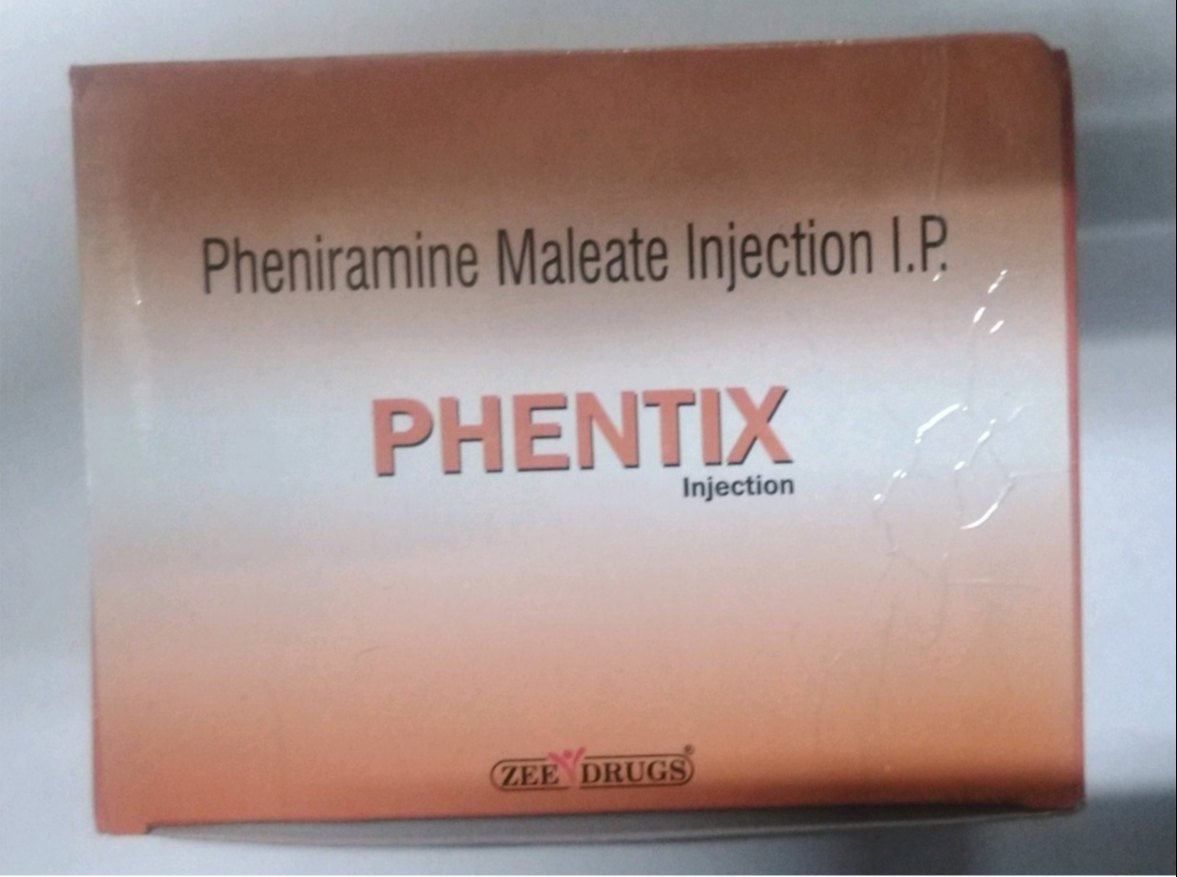 Pheniramine Maleate Injection I.P.
PHENTIX
Injection
ZEE DRUGS®